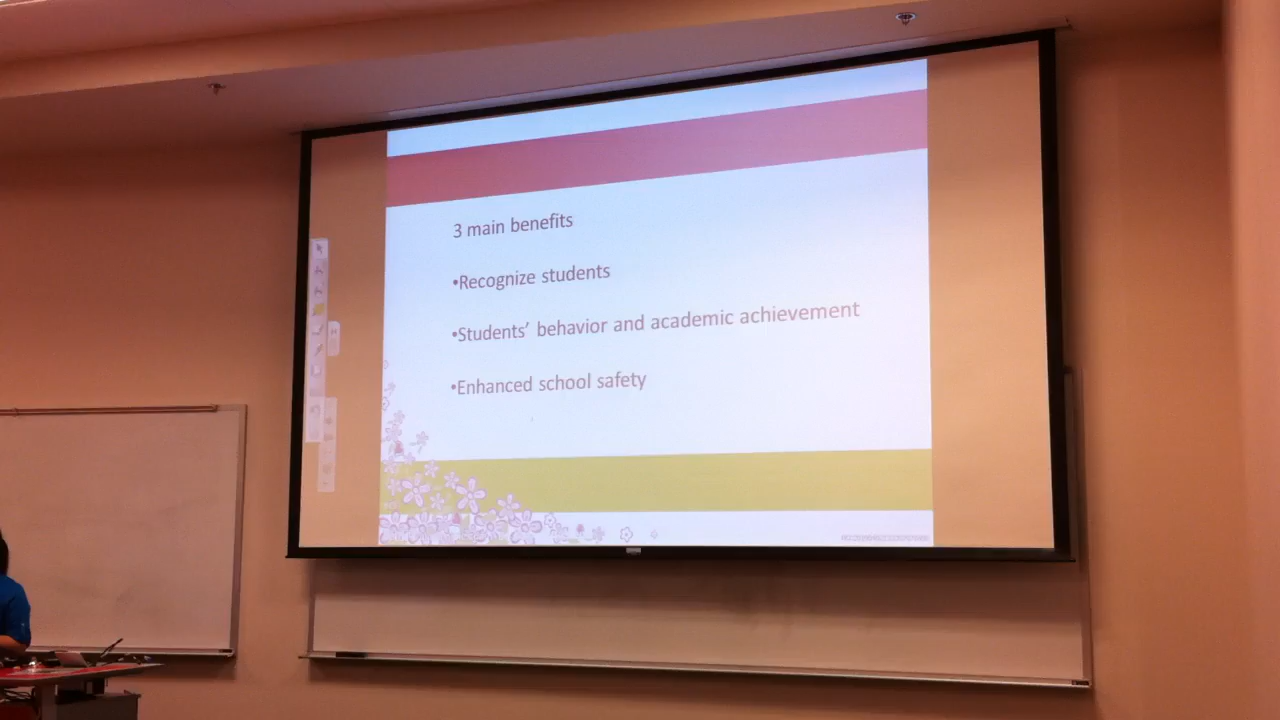 3 main benefits
•Recognize students
•Students’ behavior and academic achievement
•Enhanced school safety